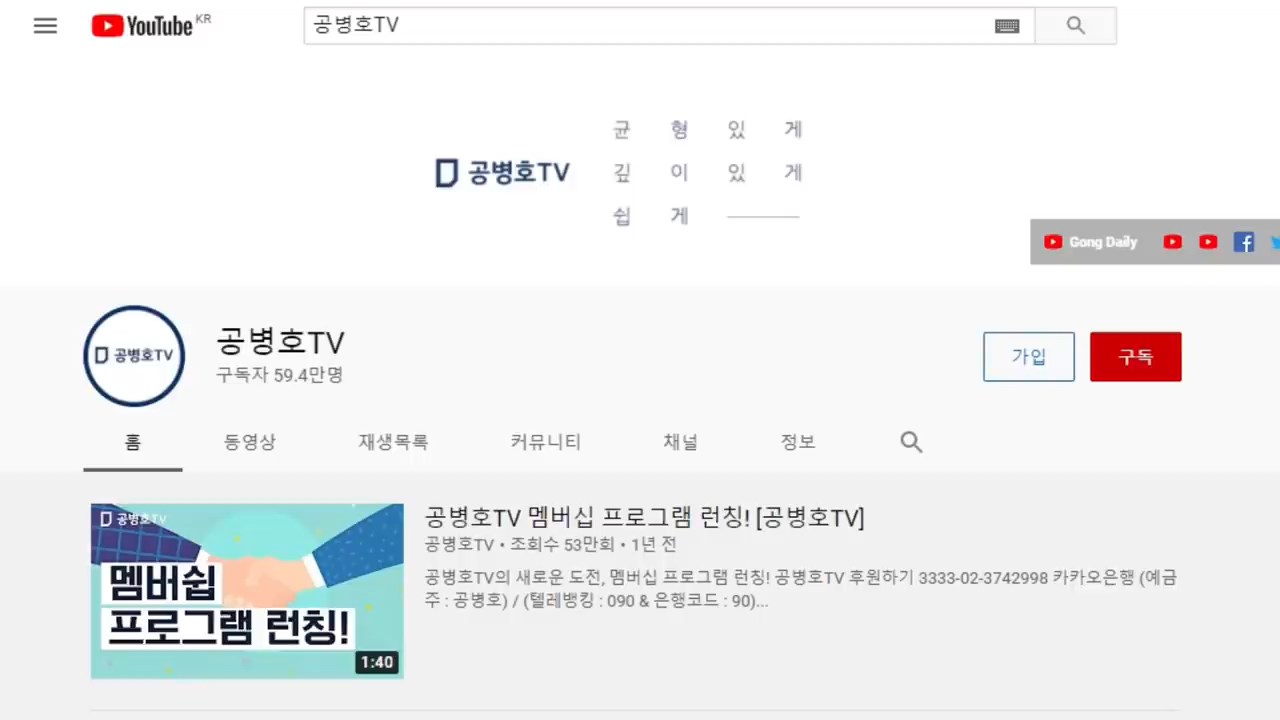 YouTube KR
공병호TV
균 형 있 게
공병호TV
깊 이 있 게
쉽 게
Gong Daily
공병호TV
공병호TV
구독자 59.4만명
가입
구독
홈
동영상
재생목록
커뮤니티
채널
정보
공병호TV
멤버쉽
프로그램 런칭!
1:40
공병호TV 멤버십 프로그램 런칭! [공병호TV]
공병호TV • 조회수 53만회 • 1년 전
공병호TV의 새로운 도전, 멤버십 프로그램 런칭! 공병호TV 후원하기 3333-02-3742998 카카오은행 (예금
주 : 공병호) / (텔레뱅킹 : 090 & 은행코드 : 90)...